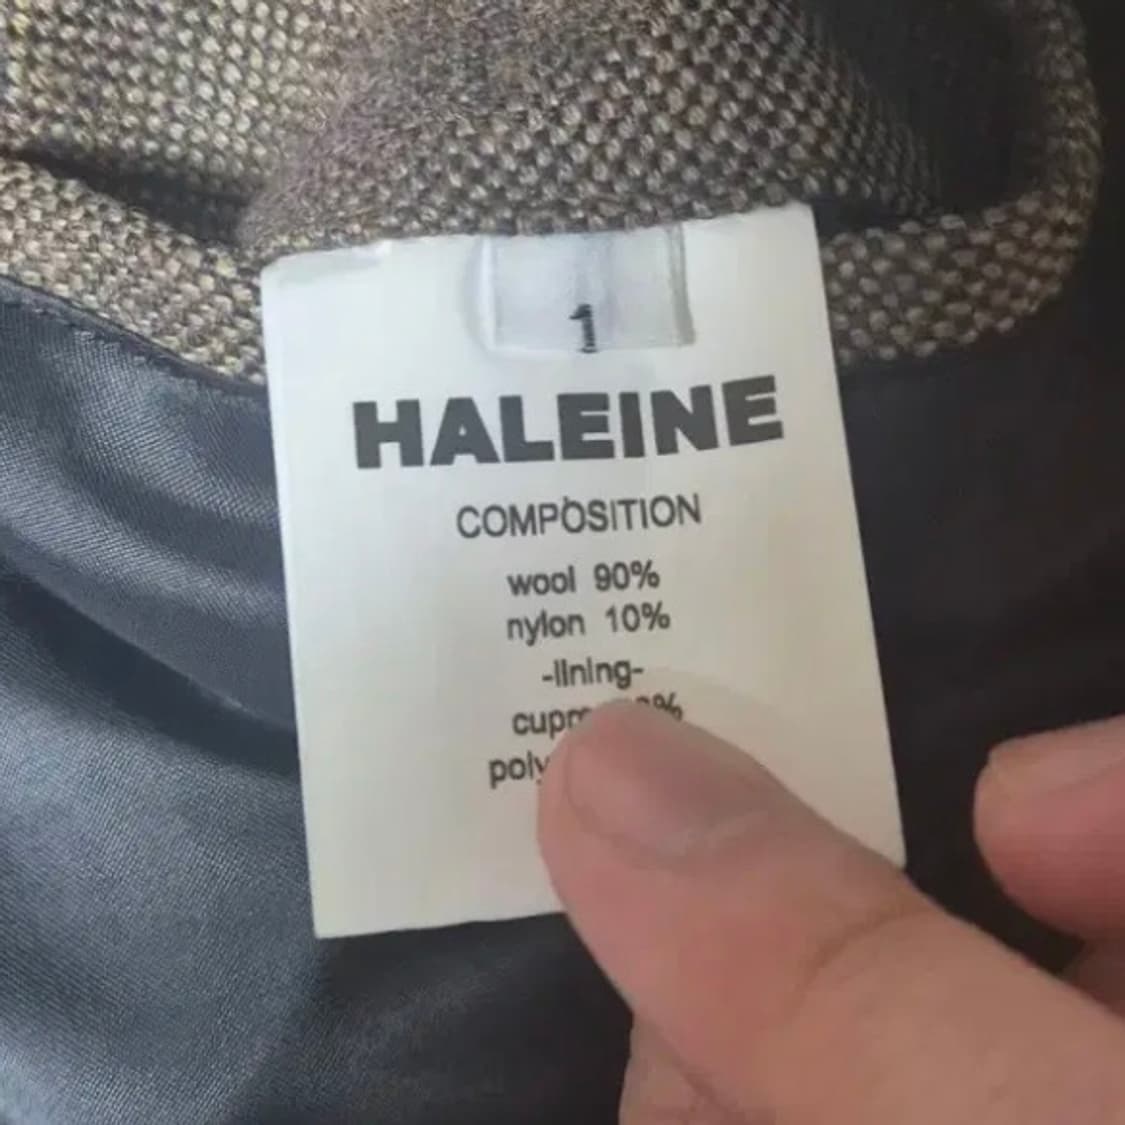 1
HALEINE
COMPOSITION
wool 90%
nylon 10%
-lining-